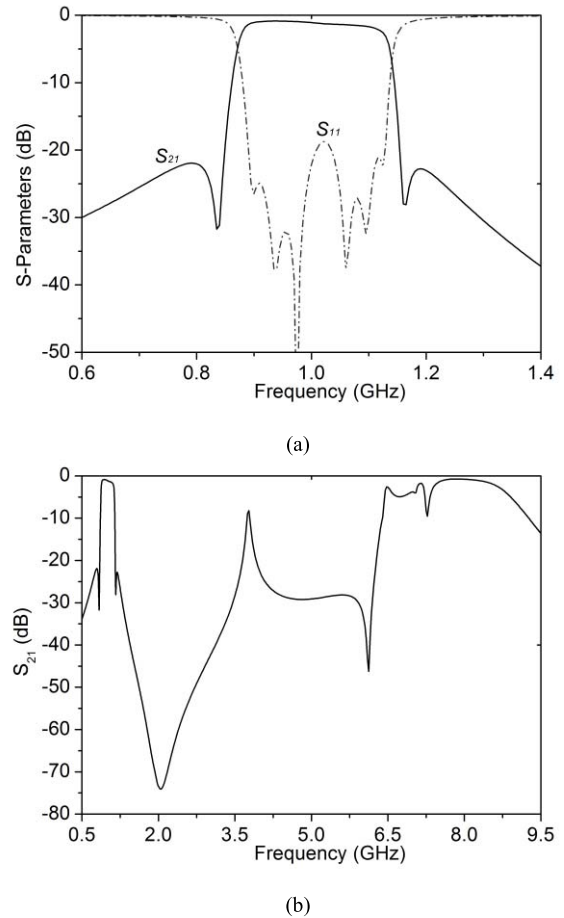 0
-10
-20
-30
-40
-50
S-Parameters (dB)
S21
S11
0.6 0.8 1.0 1.2 1.4
Frequency (GHz)
(a)
0
-10
-20
-30
-40
-50
-60
-70
-80
S21 (dB)
0.5 2.0 3.5 5.0 6.5 8.0 9.5
Frequency (GHz)
(b)